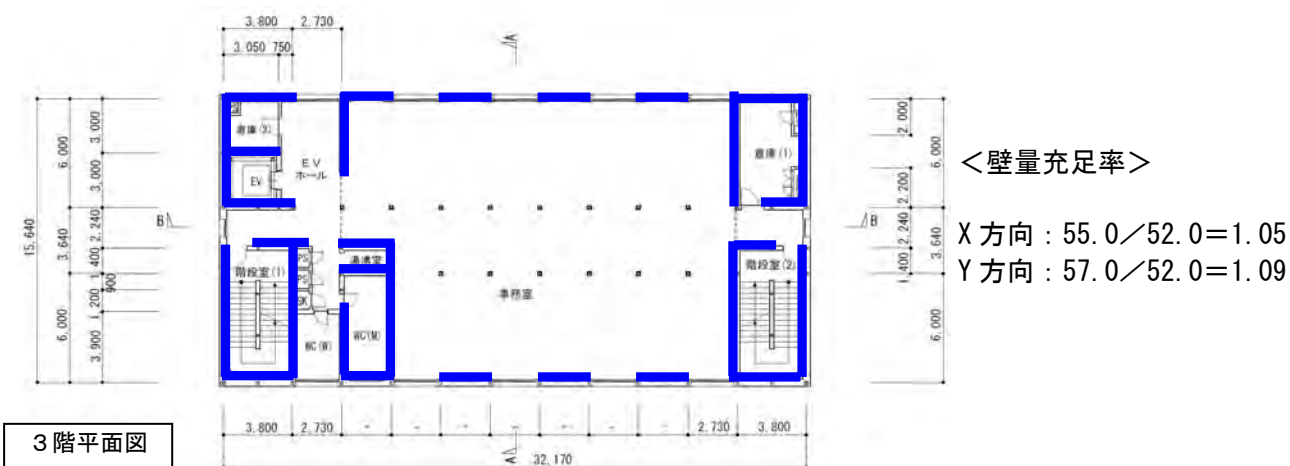 3.800 2.730
3.050 750
A
倉庫(2)
EV
ホール
EV
倉庫(1)
15.640
6.000
3.640
6.000
3.000
3.000
2.240
1.400
900
1.200
3.900
B
B
2.000
2.200
2.240
1.400
6.000
3.640
6.000
階段室(1)
PS
PS
SK
湯沸室
WC(W)
WC(M)
事務室
階段室(2)
<壁量充足率>
X方向：55.0／52.0＝1.05
Y方向：57.0／52.0＝1.09
3.800 2.730 - - - - - - - 2.730 3.800
A
32.170
3階平面図